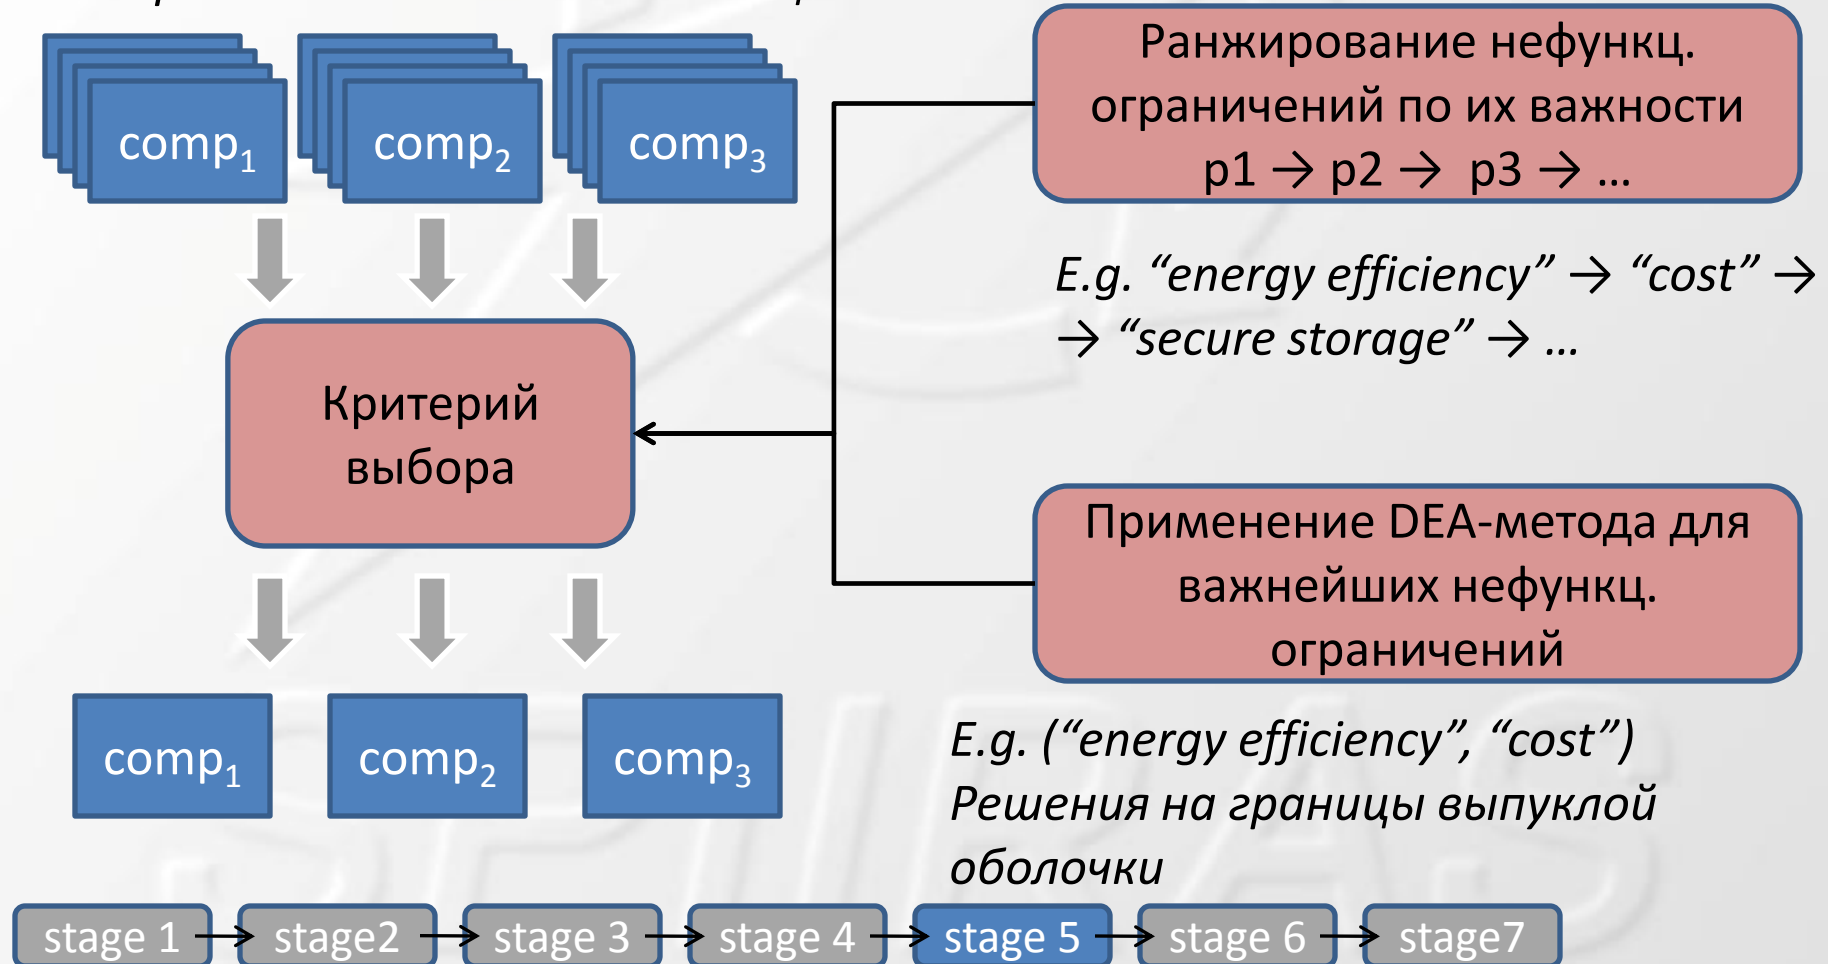 comp1 comp2 comp3
Ранжирование нефункц.
ограничений по их важности
p1 → p2 → p3 → ...
E.g. “energy efficiency” → “cost” →
→ “secure storage” → ...
Критерий
выбора
Применение DEA-метода для
важнейших нефункц.
ограничений
comp1 comp2 comp3
E.g. (“energy efficiency”, “cost”)
Решения на границы выпуклой
оболочки
SPIIRAS
stage 1 → stage2 → stage 3 → stage 4 → stage 5 → stage 6 → stage7